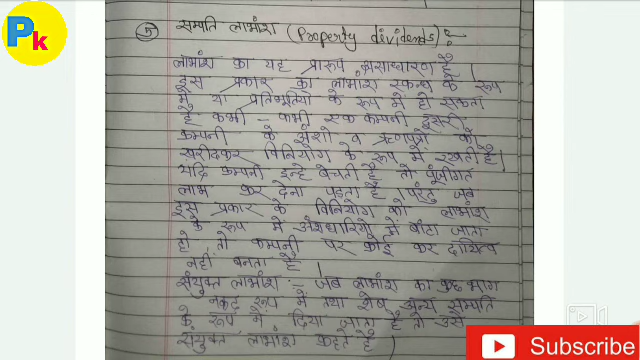 Pk
⑤ सम्पति लाभांश (Property dividends) :-
लाभांश का यह प्रारूप असाधारण है।
इस प्रकार का लाभांश स्कन्ध के रूप
में या प्रतिभूतियों के रूप में हो सकता
है कभी - कभी एक कम्पनी दूसरी
कम्पनी के अंशो व ऋणपत्रो को
खरीदकर विनियोग के रूप में रखती है।
यदि कम्पनी इन्हे बेचती है तो पूंजीगत
लाभ कर देना पड़ता है। परंतु जब
इस प्रकार के विनियोग को लाभांश
के रूप में अंशधारियो में बांटा जाता
हो, तो कम्पनी पर कोई कर दायित्व
नही बनता है।
संयुक्त लाभांश :- जब लाभांश का कुछ भाग
नकद रूप में तथा शेष अन्य सम्पति
के रूप में दिया जाता है तो उसे
संयुक्त लाभांश कहते है।
Subscribe